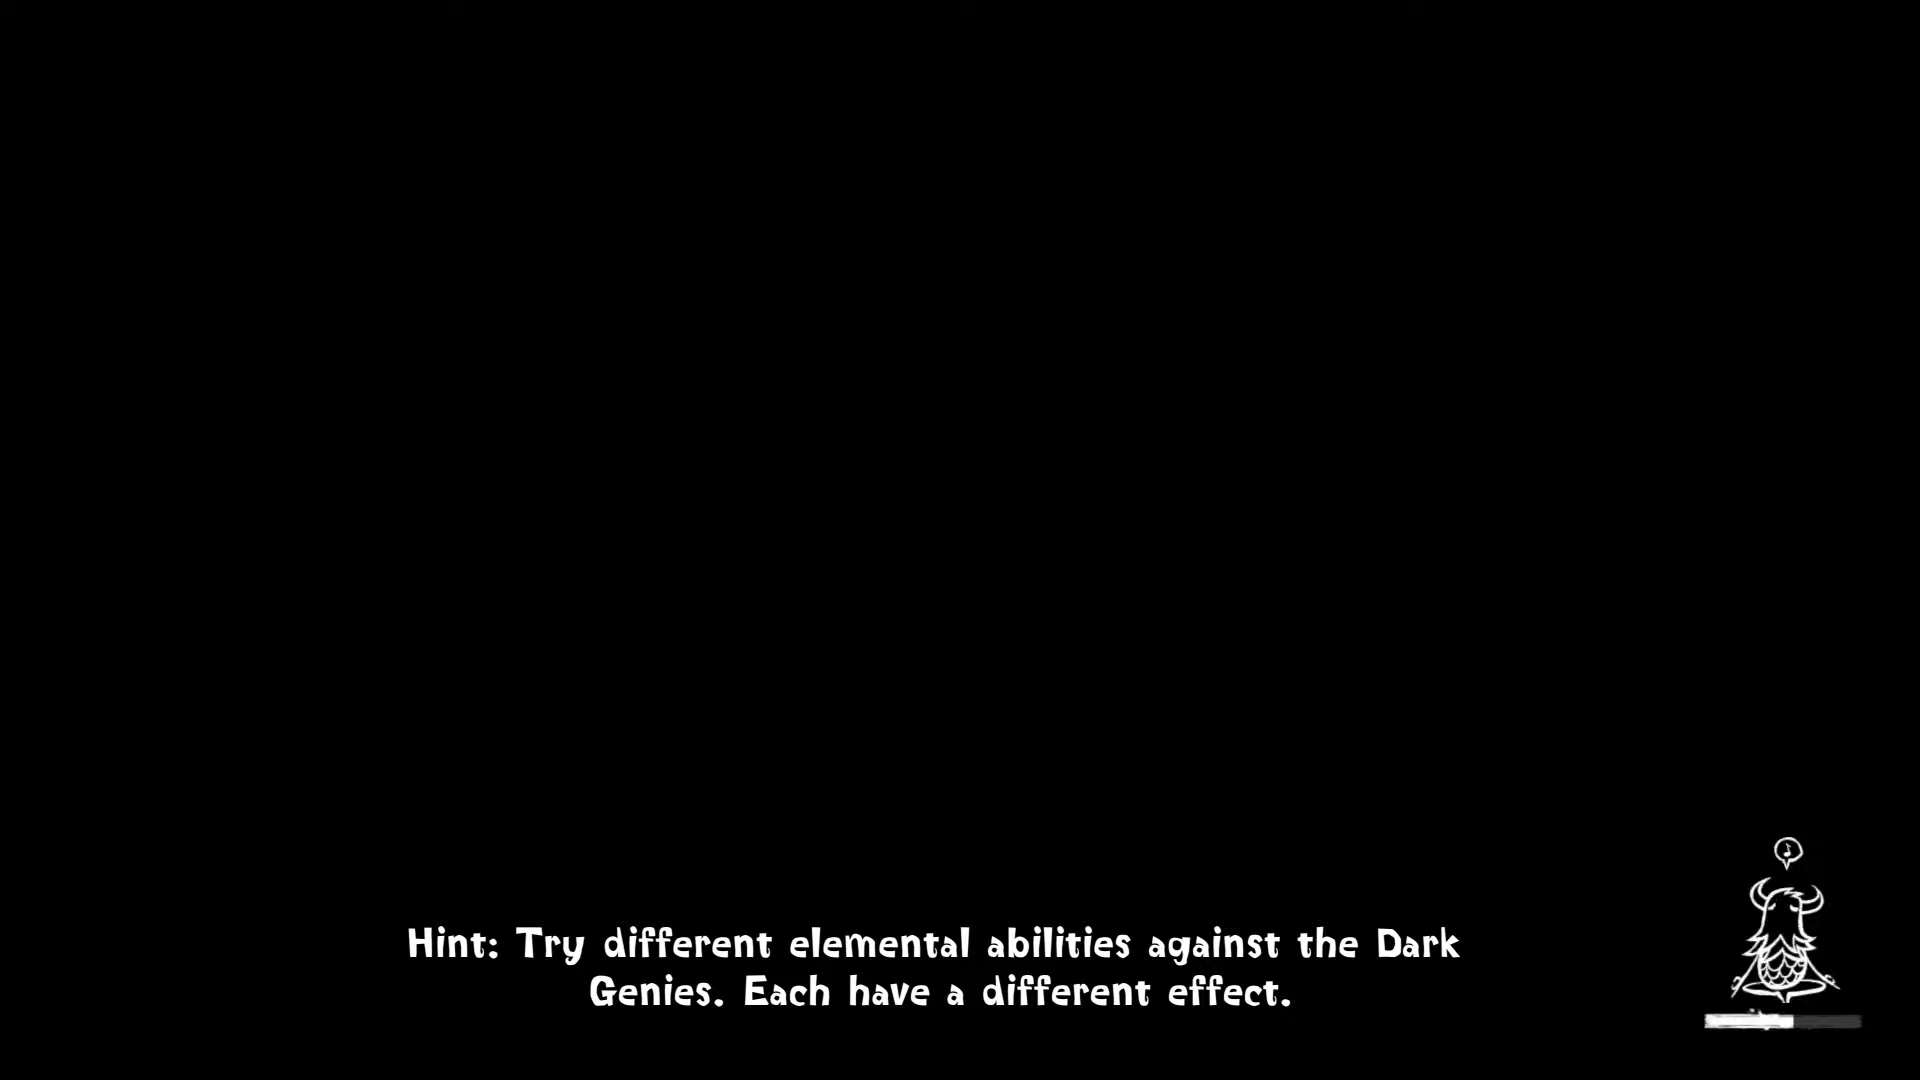 Hint: Try different elemental abilities against the Dark
Genies. Each have a different effect.